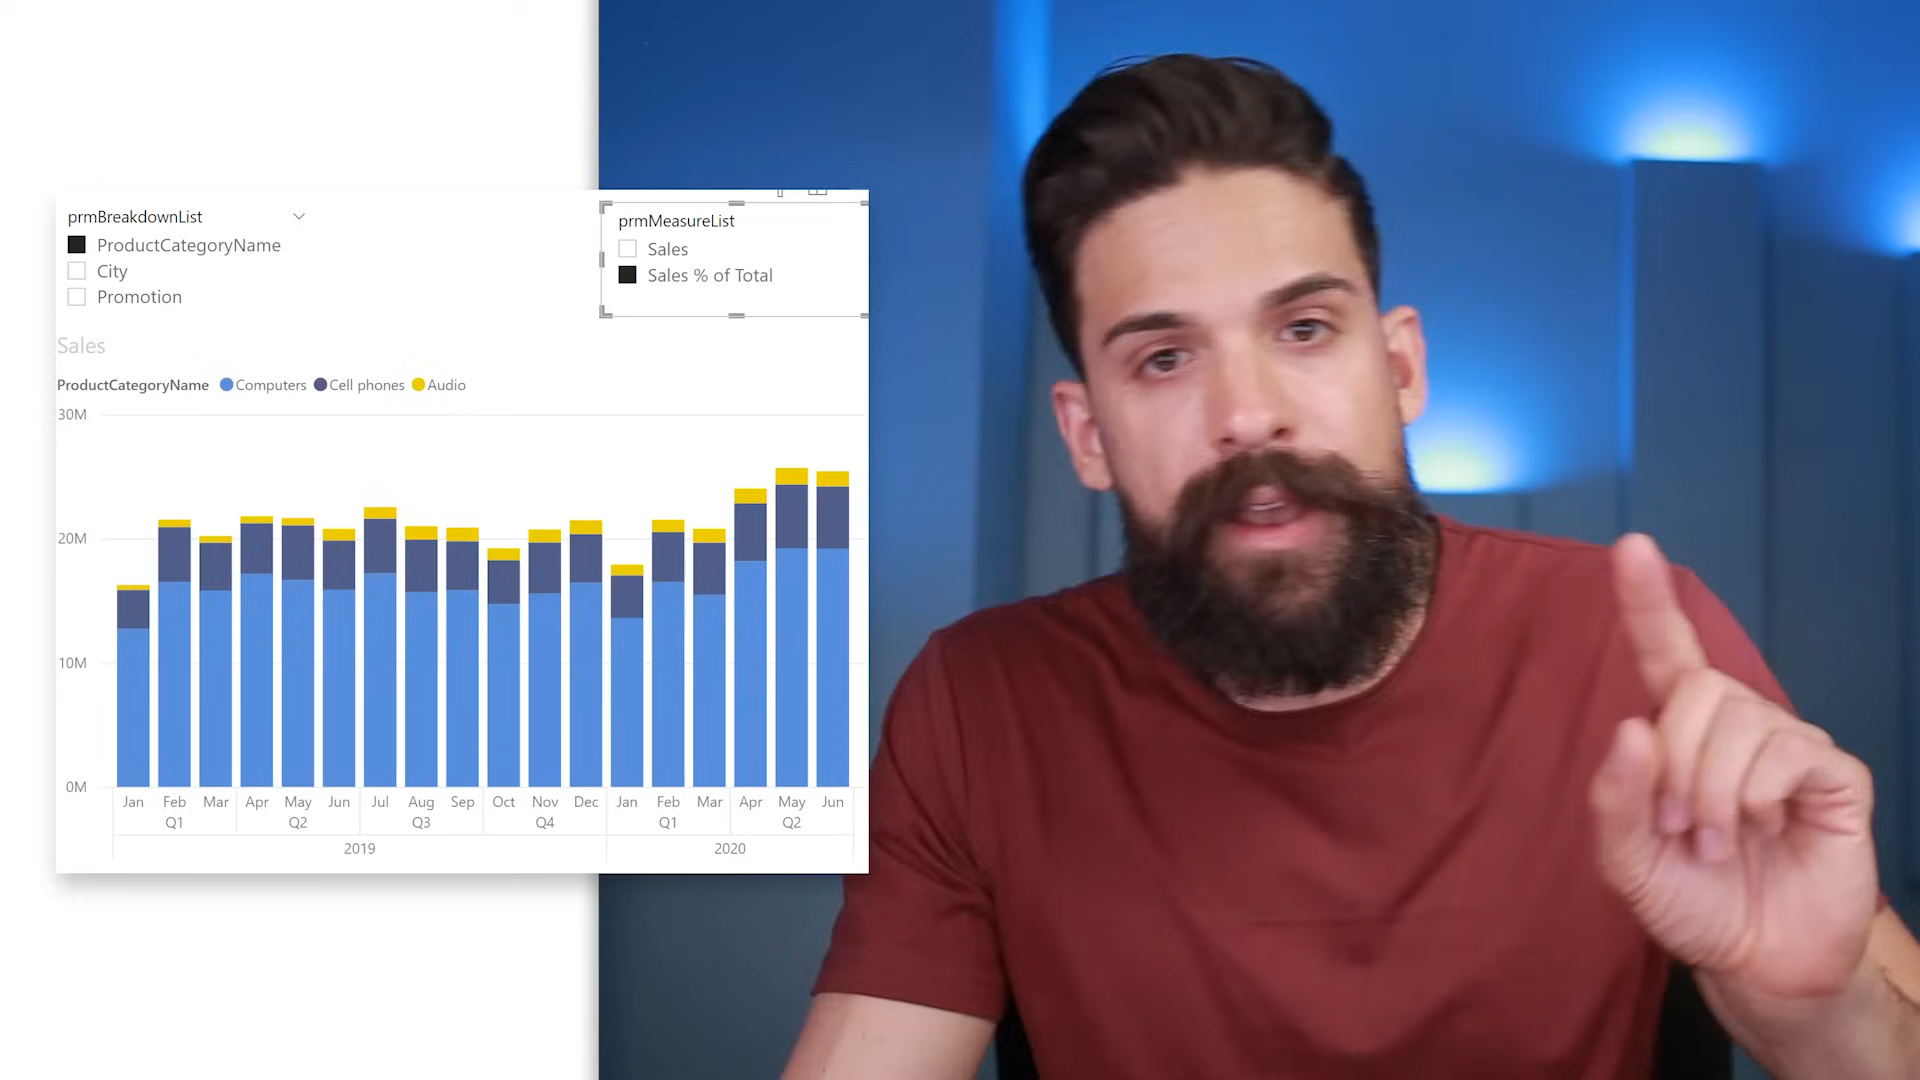 prmBreakdownList
ProductCategoryName
City
Promotion
prmMeasureList
Sales
Sales % of Total
Sales
ProductCategoryName Computers Cell phones Audio
30M
20M
10M
0M
Jan Feb Mar Apr May Jun Jul Aug Sep Oct Nov Dec Jan Feb Mar Apr May Jun
Q1 Q2 Q3 Q4 Q1 Q2
2019 2020